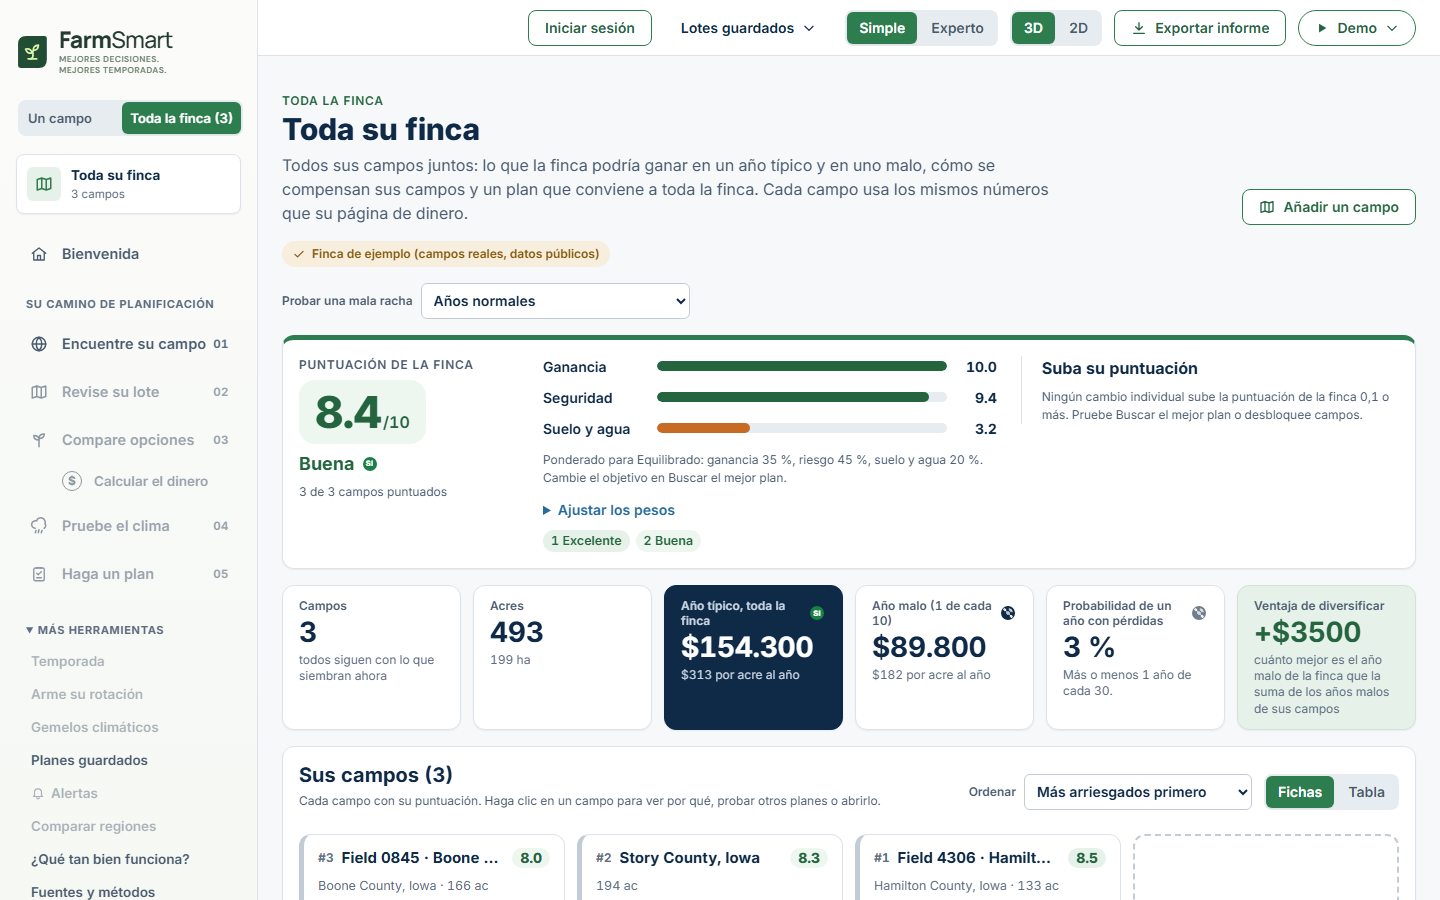 FarmSmart
MEJORES DECISIONES.
MEJORES TEMPORADAS.
Un campo
Toda la finca (3)
Toda su finca
3 campos
Bienvenida
SU CAMINO DE PLANIFICACIÓN
Encuentre su campo 01
Revise su lote 02
Compare opciones 03
$ Calcular el dinero
Pruebe el clima 04
Haga un plan 05
▾ MÁS HERRAMIENTAS
Temporada
Arme su rotación
Gemelos climáticos
Planes guardados
Alertas
Comparar regiones
¿Qué tan bien funciona?
Fuentes y métodos
Iniciar sesión
Lotes guardados
Simple
Experto
3D
2D
Exportar informe
Demo
TODA LA FINCA
Toda su finca
Todos sus campos juntos: lo que la finca podría ganar en un año típico y en uno malo, cómo se
compensan sus campos y un plan que conviene a toda la finca. Cada campo usa los mismos números
que su página de dinero.
Añadir un campo
Finca de ejemplo (campos reales, datos públicos)
Probar una mala racha
Años normales
PUNTUACIÓN DE LA FINCA
8.4/10
Buena SI
3 de 3 campos puntuados
Ganancia 10.0
Seguridad 9.4
Suelo y agua 3.2
Ponderado para Equilibrado: ganancia 35 %, riesgo 45 %, suelo y agua 20 %.
Cambie el objetivo en Buscar el mejor plan.
Ajustar los pesos
1 Excelente
2 Buena
Suba su puntuación
Ningún cambio individual sube la puntuación de la finca 0,1 o
más. Pruebe Buscar el mejor plan o desbloquee campos.
Campos
3
todos siguen con lo que
siembran ahora
Acres
493
199 ha
Año típico, toda la
finca
SI
$154.300
$313 por acre al año
Año malo (1 de cada
10)
$89.800
$182 por acre al año
Probabilidad de un
año con pérdidas
3 %
Más o menos 1 año de
cada 30.
Ventaja de diversificar
+$3500
cuánto mejor es el año
malo de la finca que la
suma de los años malos
de sus campos
Sus campos (3)
Cada campo con su puntuación. Haga clic en un campo para ver por qué, probar otros planes o abrirlo.
Ordenar
Más arriesgados primero
Fichas
Tabla
#3 Field 0845 · Boone ... 8.0
Boone County, Iowa · 166 ac
#2 Story County, Iowa 8.3
194 ac
#1 Field 4306 · Hamilt... 8.5
Hamilton County, Iowa · 133 ac